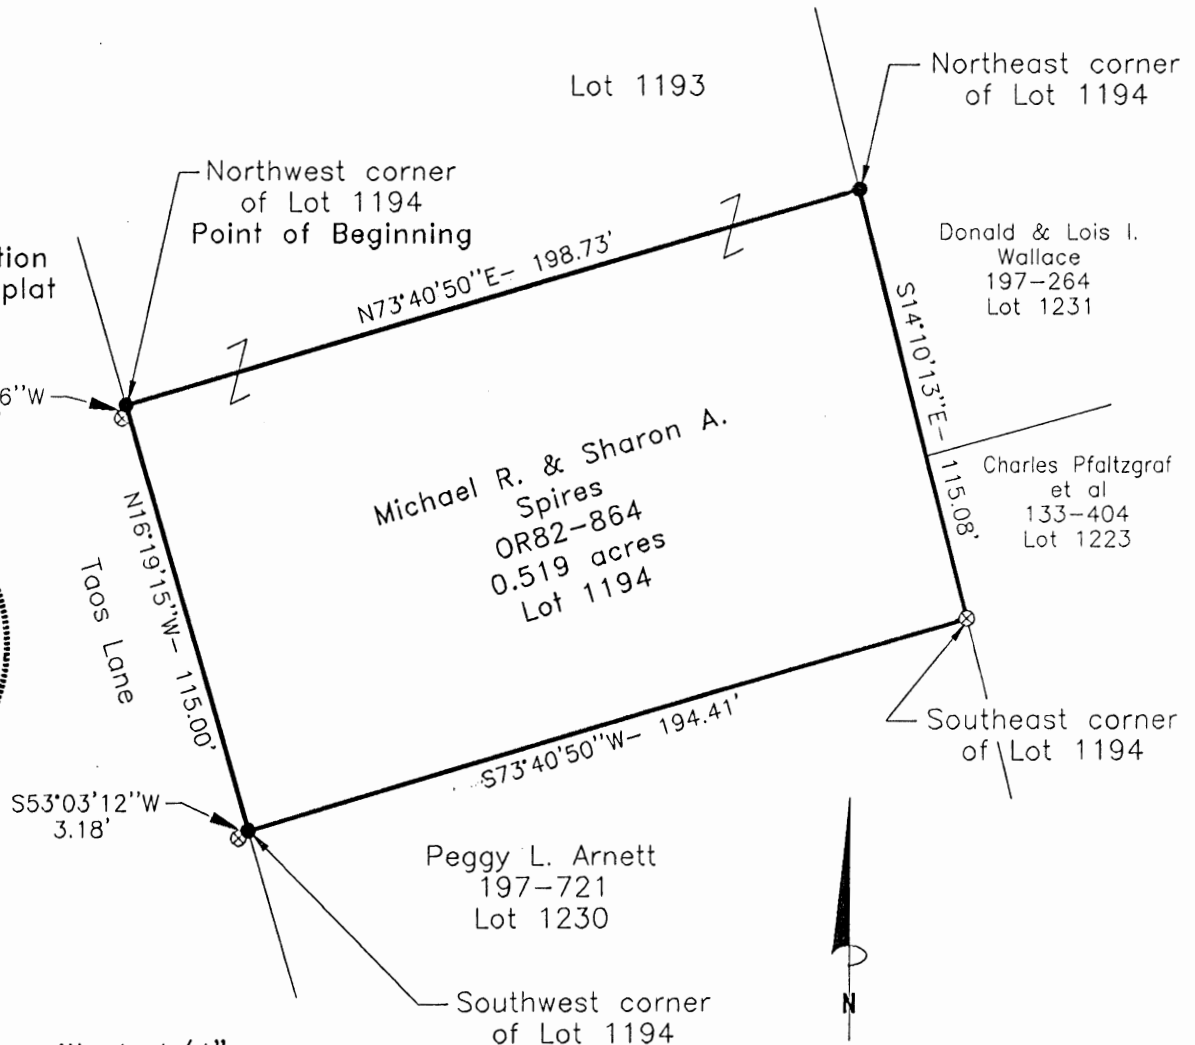 Lot 1193
Northeast corner
of Lot 1194
Northwest corner
of Lot 1194
Point of Beginning
tion
plat
N73°40'50"E- 198.73'
Donald & Lois I.
Wallace
197-264
Lot 1231
6"W
S14°10'13"E- 115.08'
Michael R. & Sharon A.
Spires
OR82-864
0.519 acres
Lot 1194
Charles Pfaltzgraf
et al
133-404
Lot 1223
N16°19'15"W- 115.00'
Taos Lane
S73°40'50"W- 194.41'
Southeast corner
of Lot 1194
S53°03'12"W
3.18'
Peggy L. Arnett
197-721
Lot 1230
N
Southwest corner
of Lot 1194